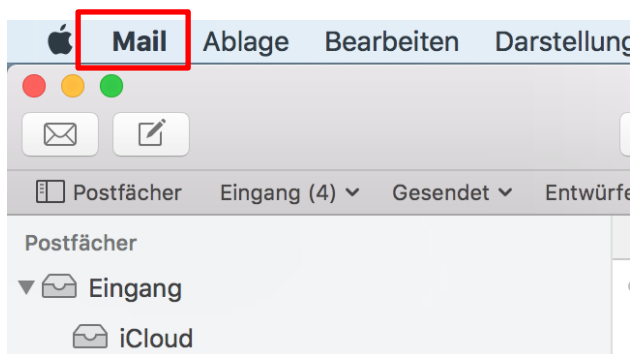 Mail Ablage Bearbeiten Darstellung
Postfächer Eingang (4) Gesendet Entwürfe
Postfächer
Eingang
iCloud